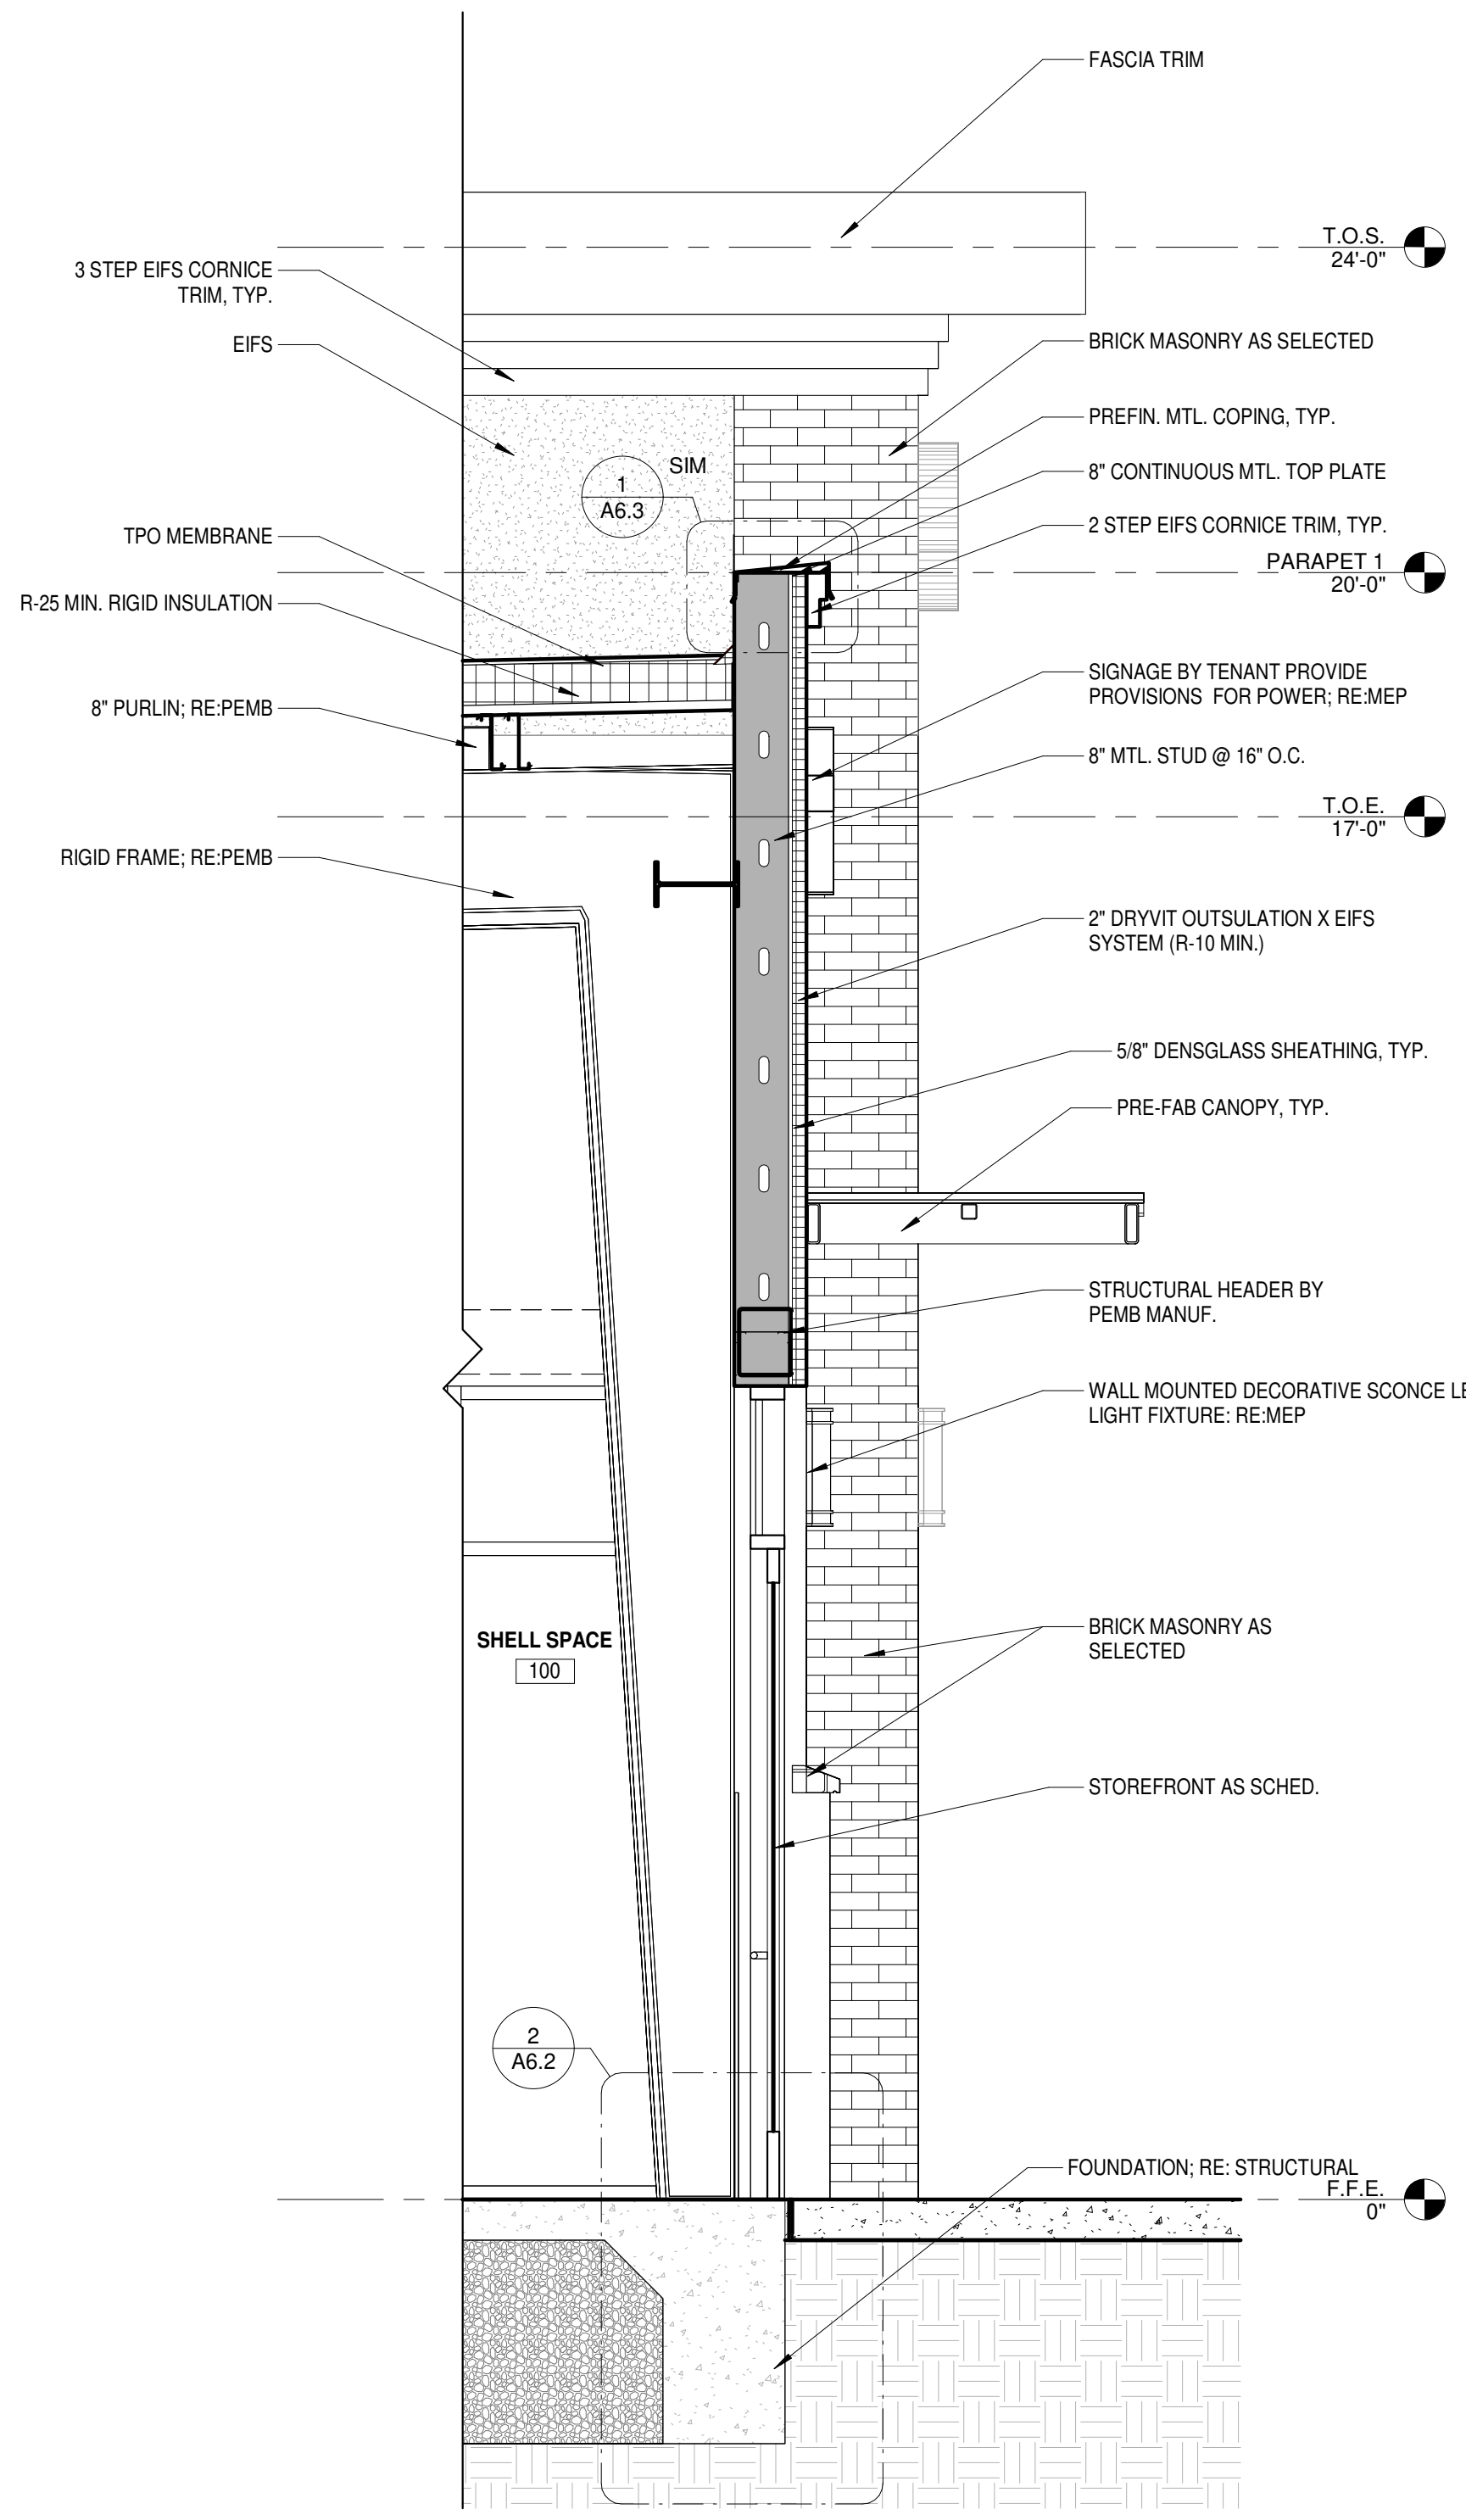 FASCIA TRIM
T.O.S.
24'-0"
3 STEP EIFS CORNICE
TRIM, TYP.
EIFS
BRICK MASONRY AS SELECTED
PREFIN. MTL. COPING, TYP.
1
A6.3
SIM
8" CONTINUOUS MTL. TOP PLATE
2 STEP EIFS CORNICE TRIM, TYP.
TPO MEMBRANE
PARAPET 1
20'-0"
R-25 MIN. RIGID INSULATION
SIGNAGE BY TENANT PROVIDE
PROVISIONS FOR POWER; RE:MEP
8" PURLIN; RE:PEMB
8" MTL. STUD @ 16" O.C.
T.O.E.
17'-0"
RIGID FRAME; RE:PEMB
2" DRYVIT OUTSULATION X EIFS
SYSTEM (R-10 MIN.)
5/8" DENSGLASS SHEATHING, TYP.
PRE-FAB CANOPY, TYP.
STRUCTURAL HEADER BY
PEMB MANUF.
WALL MOUNTED DECORATIVE SCONCE
LIGHT FIXTURE: RE:MEP
SHELL SPACE
100
BRICK MASONRY AS
SELECTED
STOREFRONT AS SCHED.
2
A6.2
FOUNDATION; RE: STRUCTURAL
F.F.E.
0"